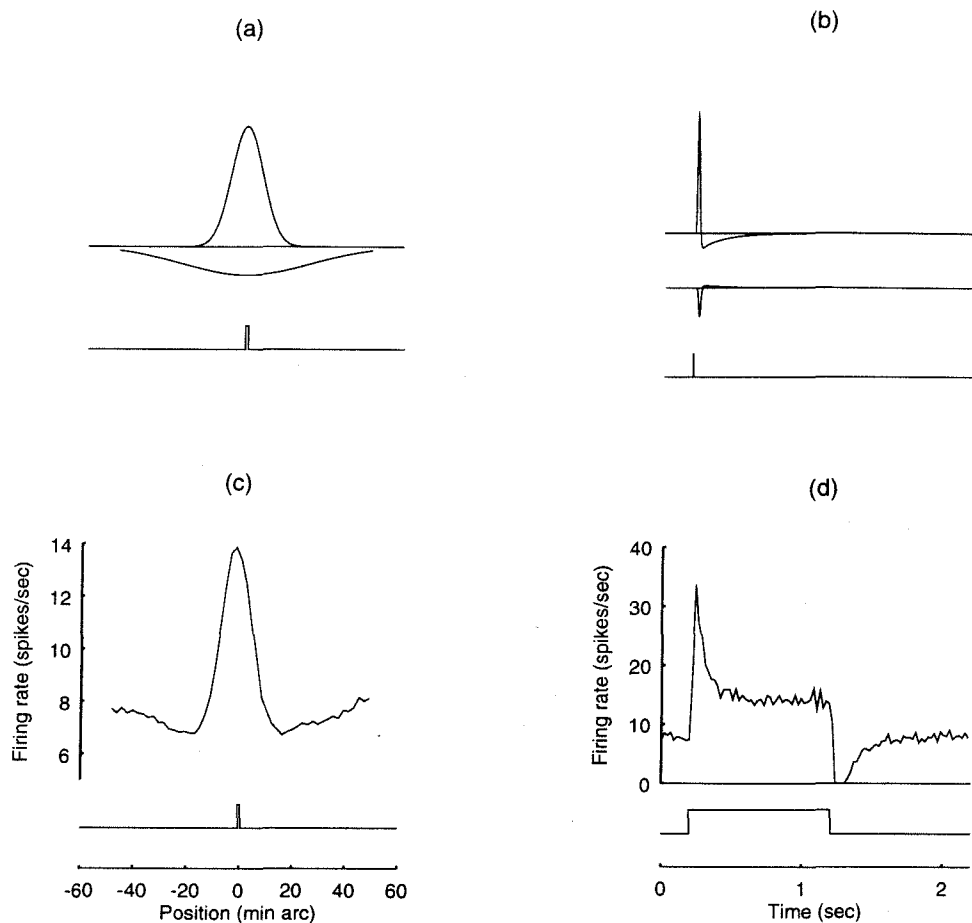 (a)
(b)
(c)
Firing rate (spikes/sec)
14
12
10
8
6
-60 -40 -20 0 20 40 60
Position (min arc)
(d)
Firing rate (spikes/sec)
40
30
20
10
0
0 1 2
Time (sec)